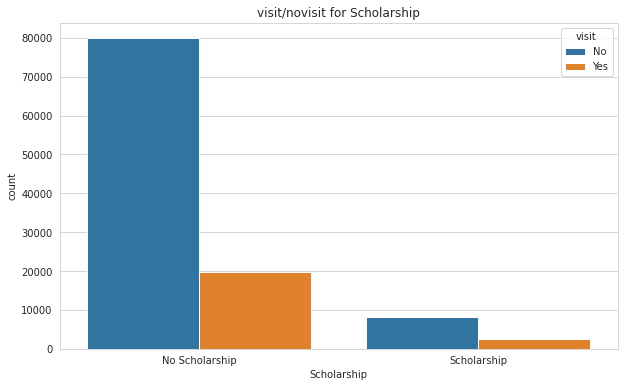 visit/novisit for Scholarship
visit
No
Yes
count
80000
70000
60000
50000
40000
30000
20000
10000
0
No Scholarship
Scholarship
Scholarship